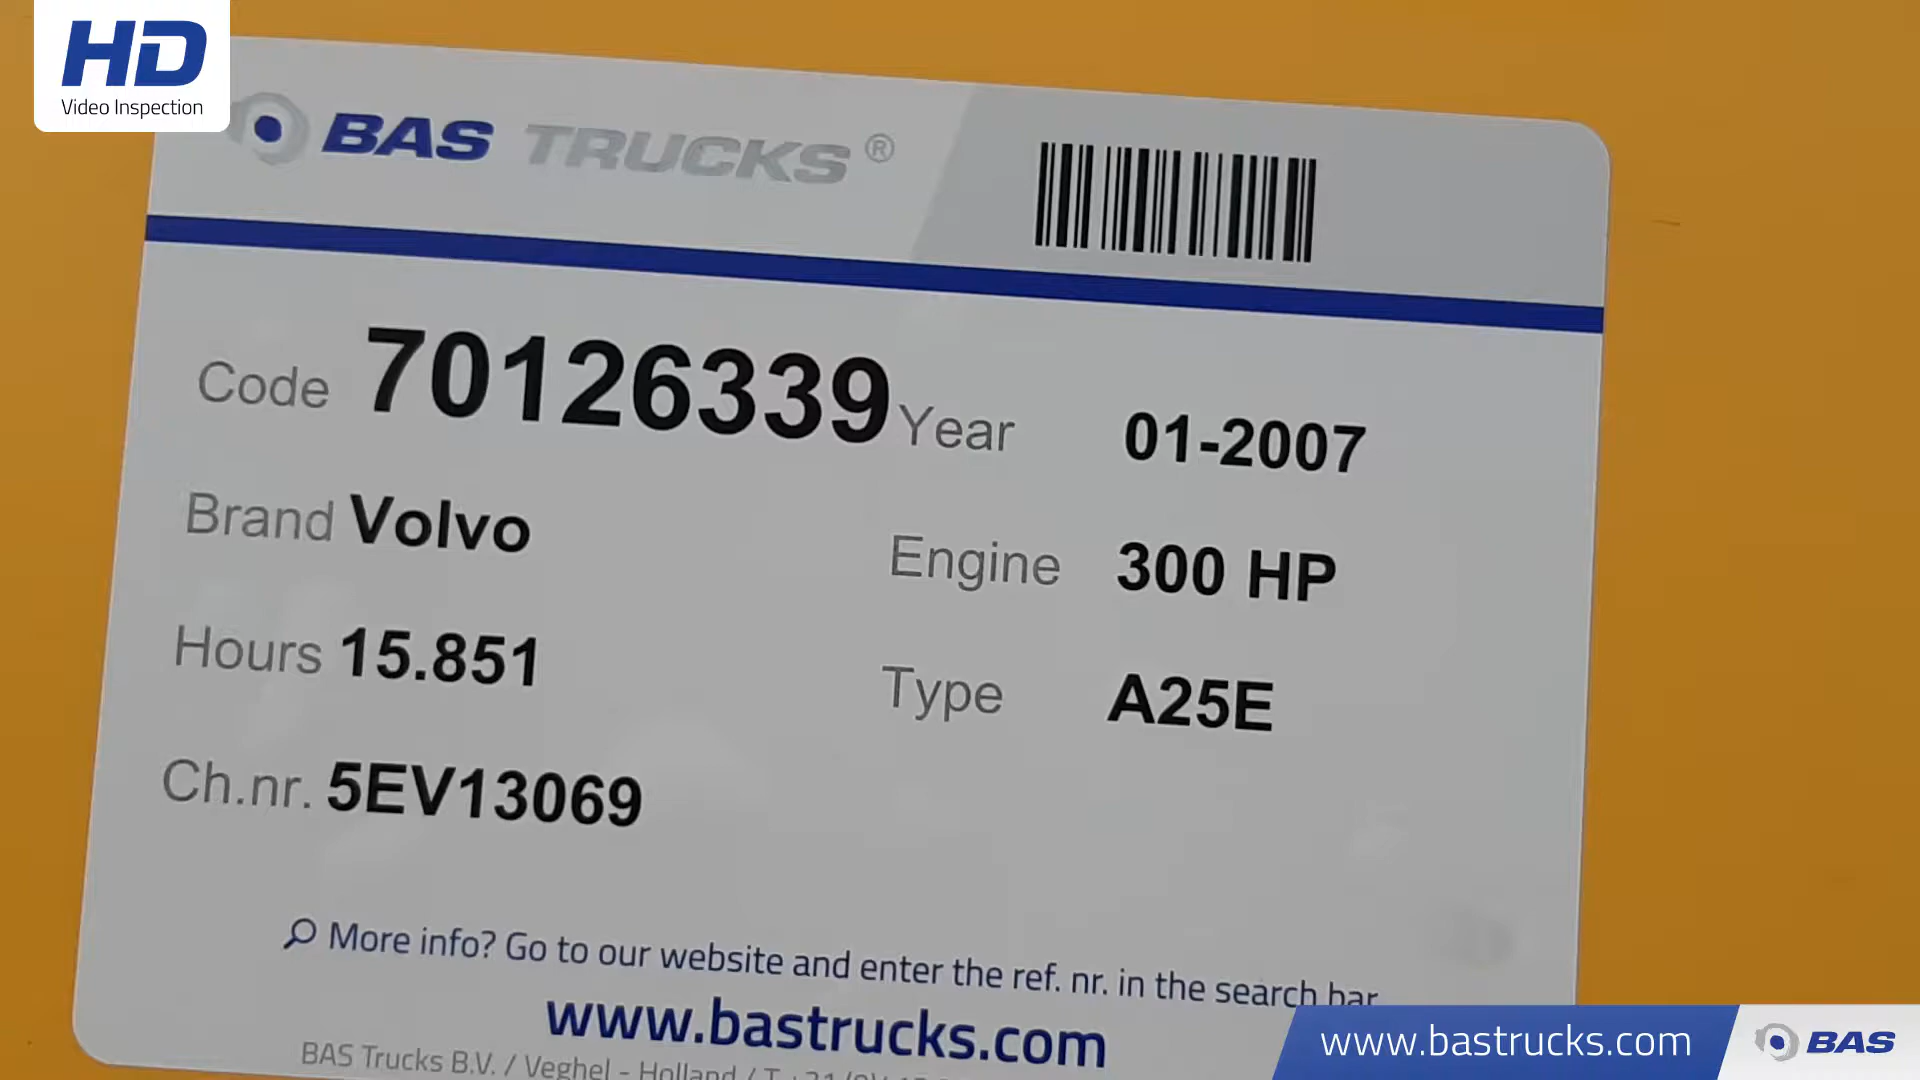 HD
Video Inspection
BAS TRUCKS®
Code 70126339 Year 01-2007
Brand Volvo Engine 300 HP
Hours 15.851 Type A25E
Ch.nr. 5EV13069
More info? Go to our website and enter the ref. nr. in the search bar
www.bastrucks.com
BAS Trucks B.V. / Veghel - Holland / T
www.bastrucks.com BAS